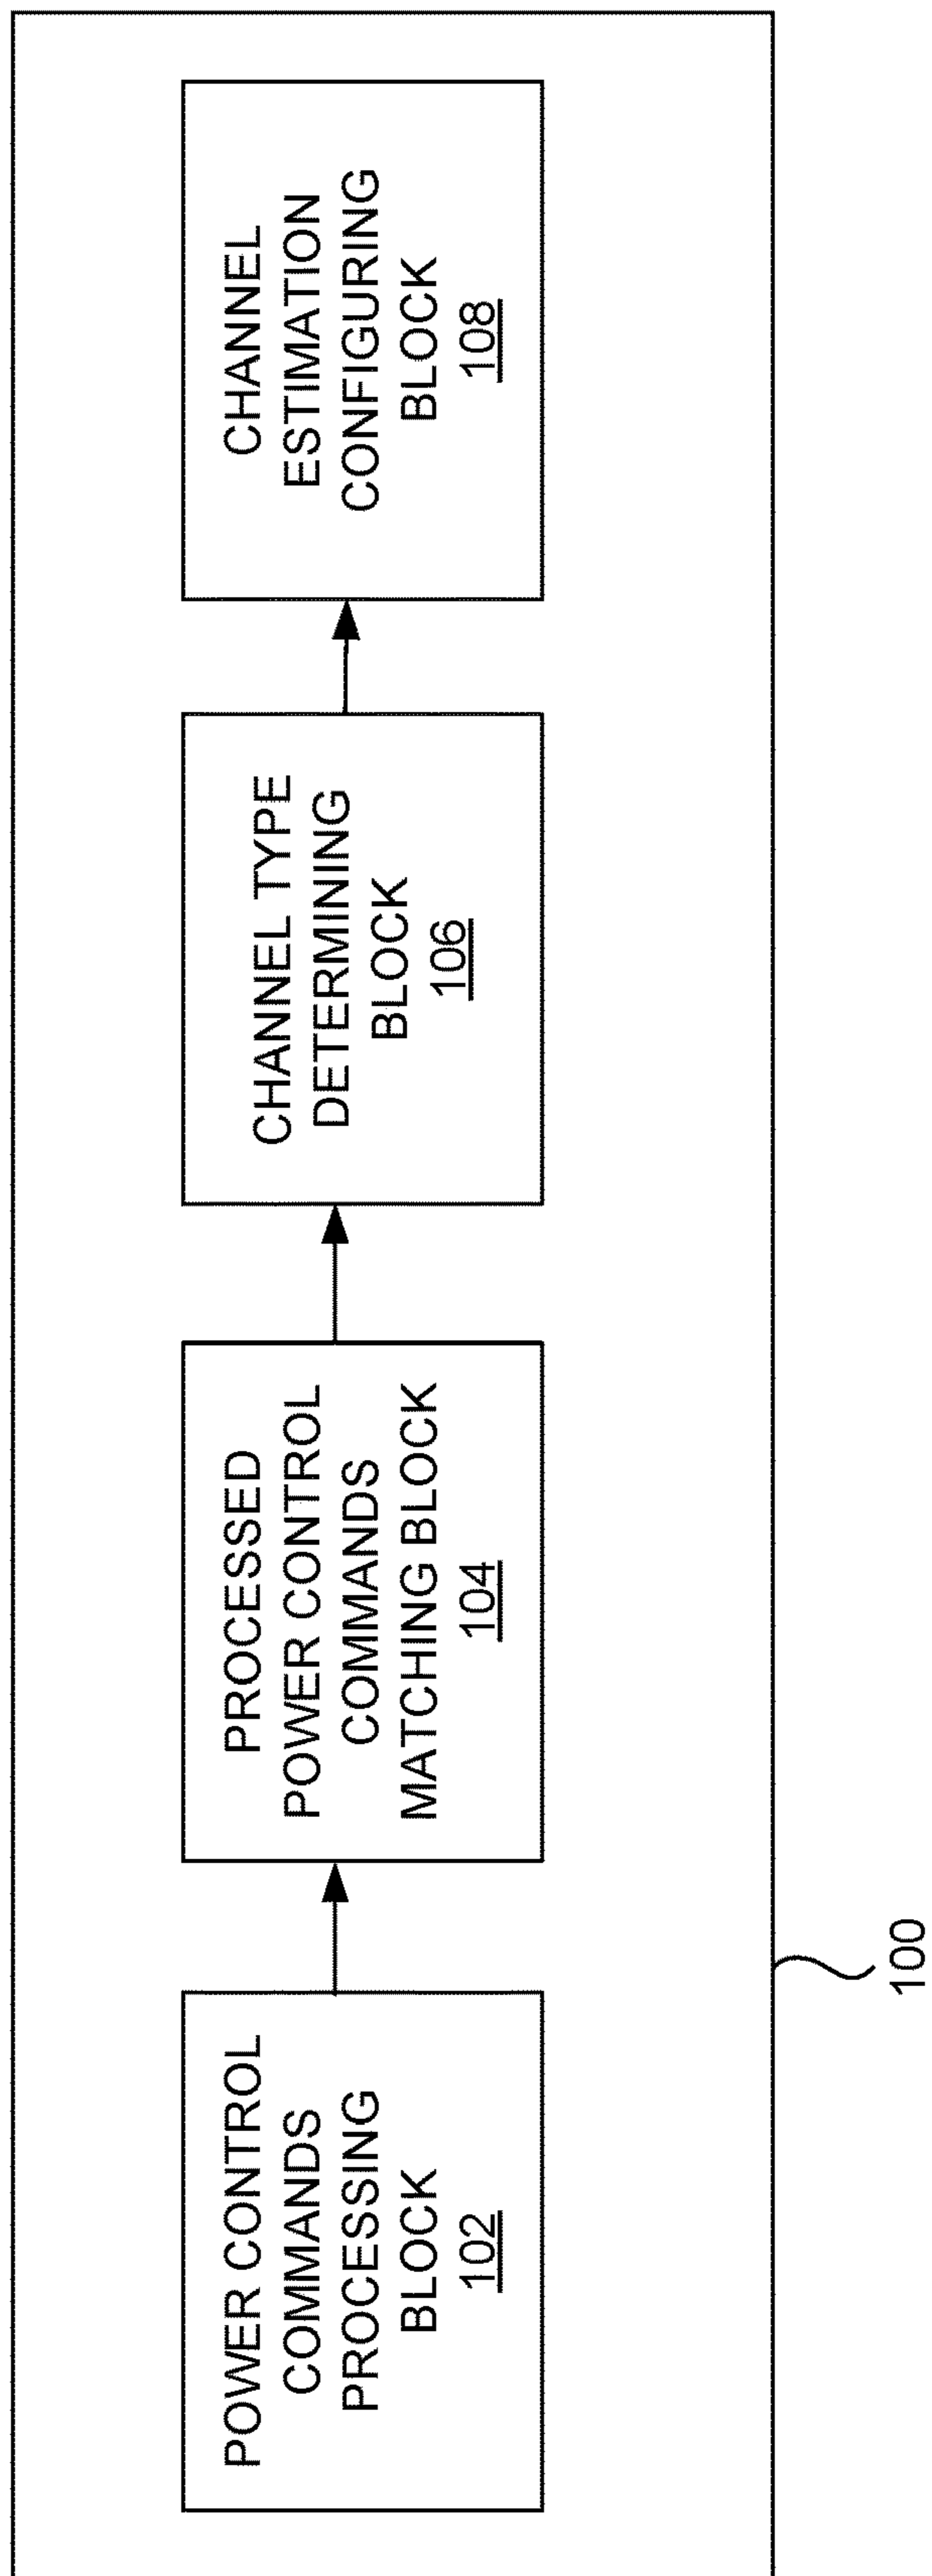 POWER CONTROL
COMMANDS
PROCESSING
BLOCK
102
PROCESSED
POWER CONTROL
COMMANDS
MATCHING BLOCK
104
CHANNEL TYPE
DETERMINING
BLOCK
106
CHANNEL
ESTIMATION
CONFIGURING
BLOCK
108
100